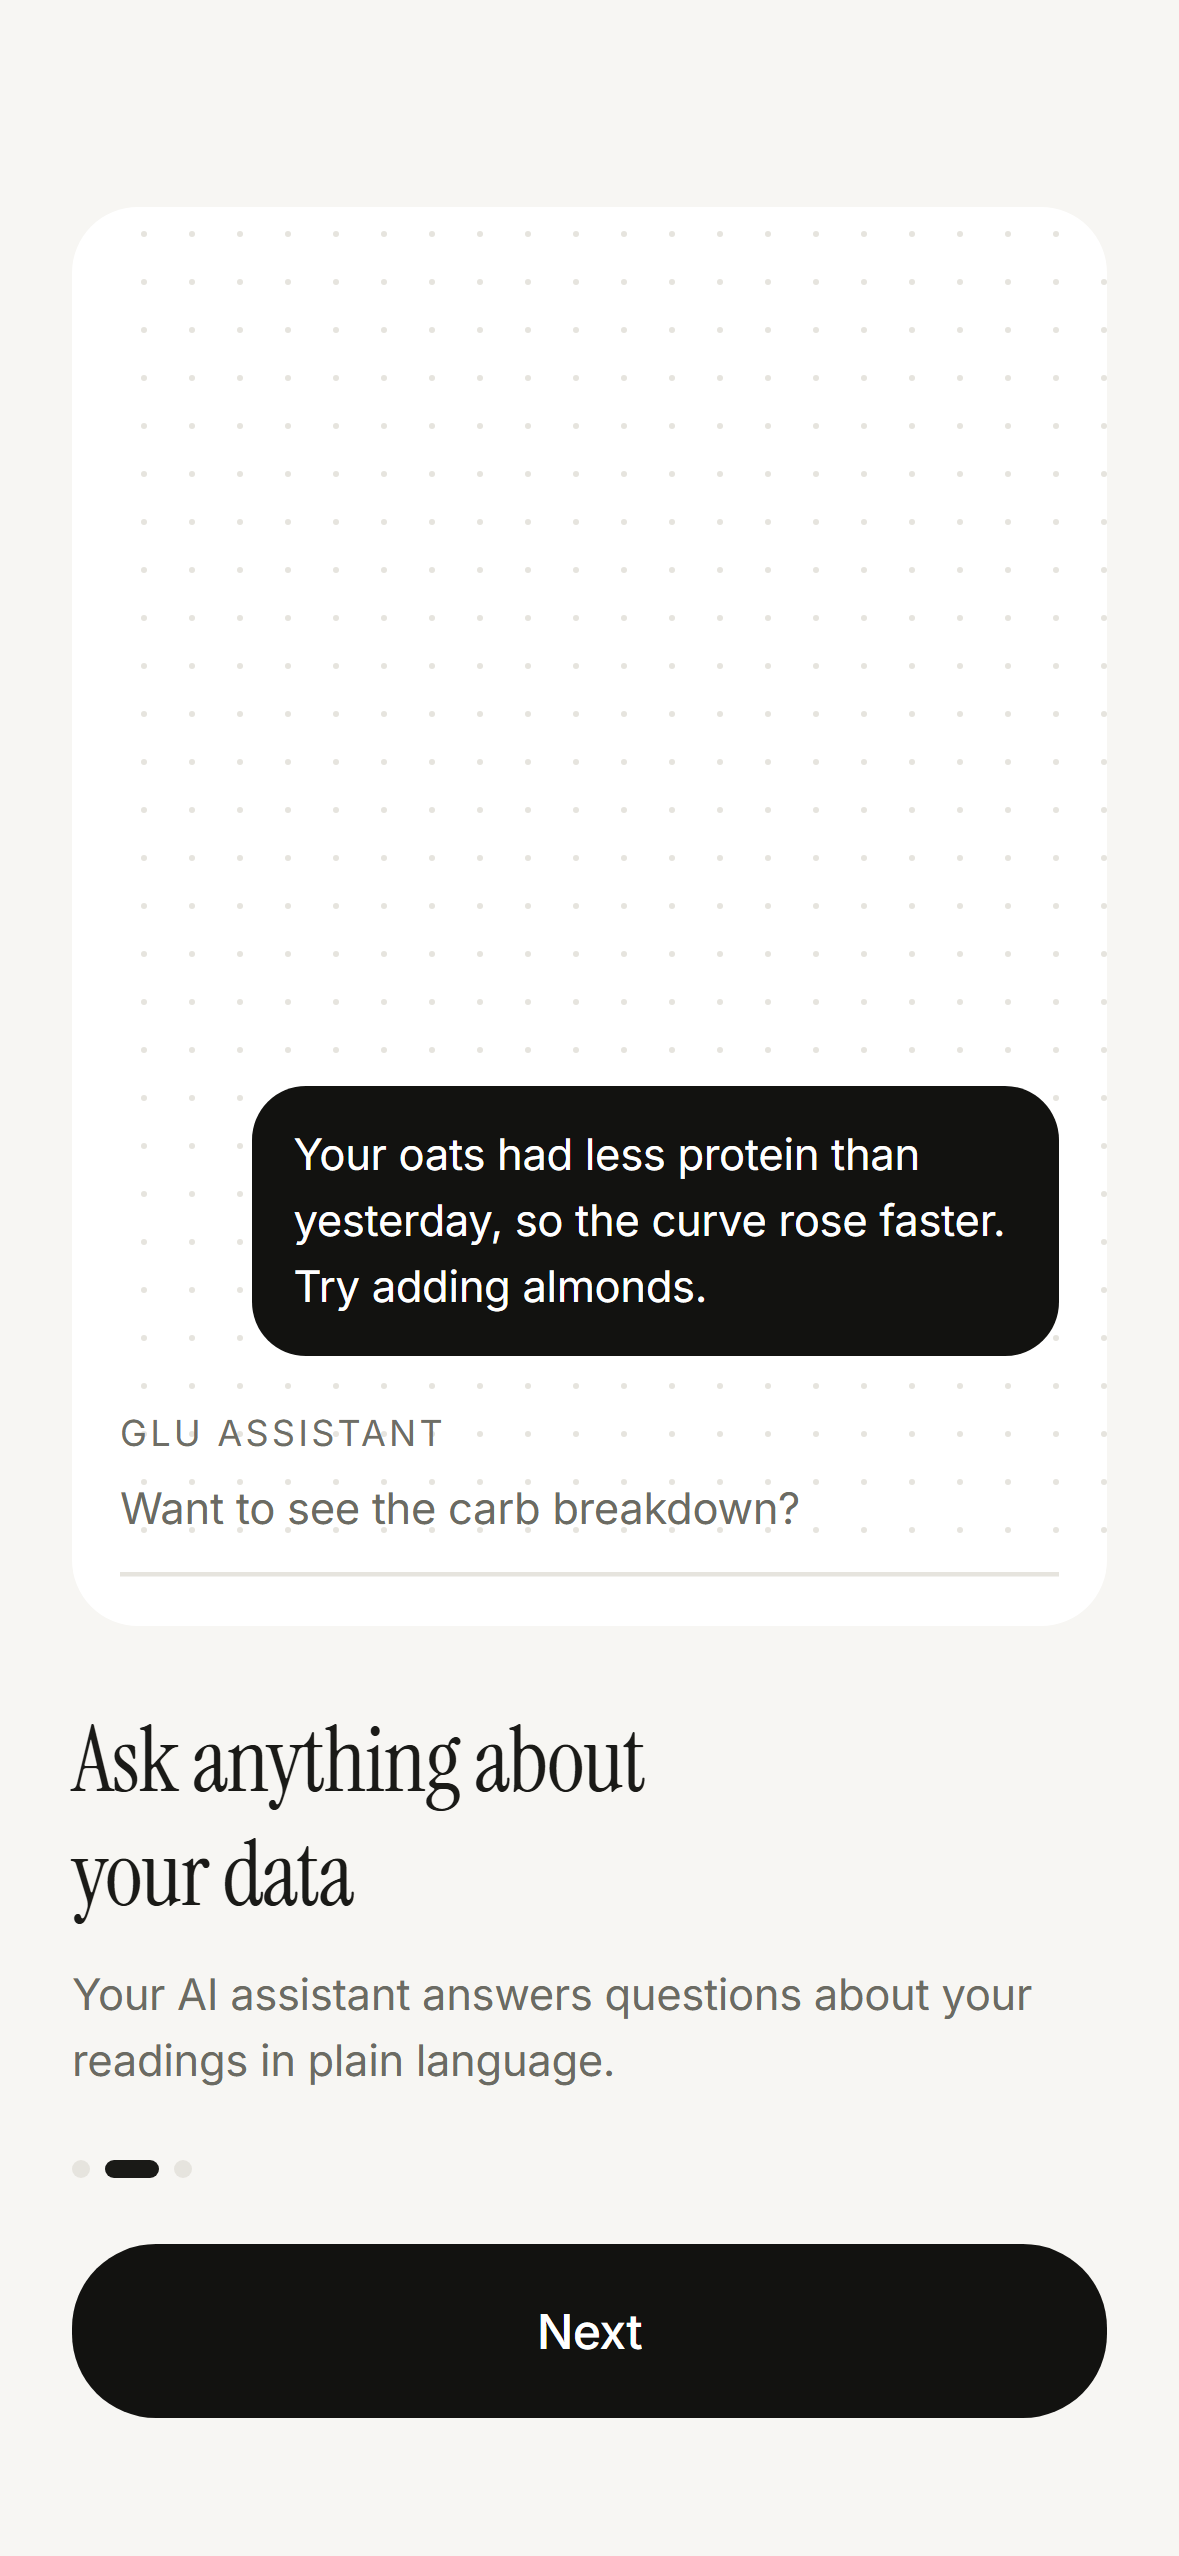 Your oats had less protein than
yesterday, so the curve rose faster.
Try adding almonds.
GLU ASSISTANT
Want to see the carb breakdown?
Ask anything about
your data
Your AI assistant answers questions about your
readings in plain language.
Next